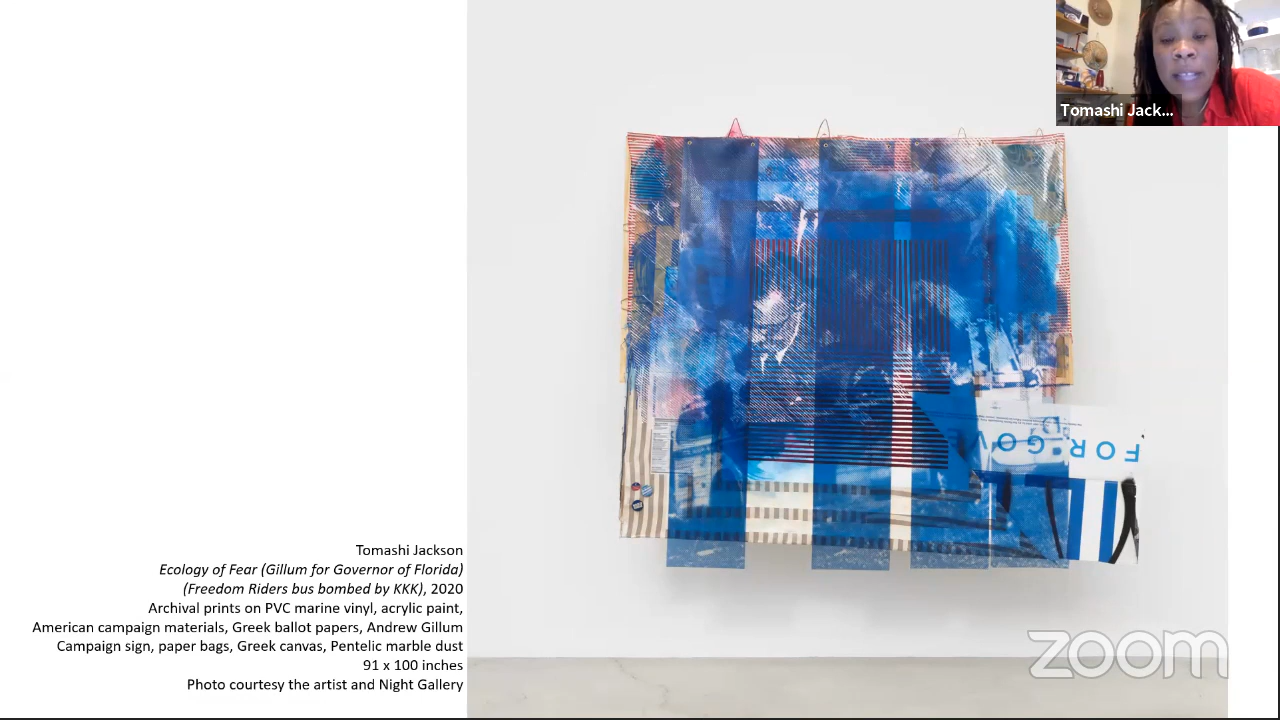 Tomashi Jack...
FOR GOVE
Tomashi Jackson
Ecology of Fear (Gillum for Governor of Florida)
(Freedom Riders bus bombed by KKK), 2020
Archival prints on PVC marine vinyl, acrylic paint,
American campaign materials, Greek ballot papers, Andrew Gillum
Campaign sign, paper bags, Greek canvas, Pentelic marble dust
91 x 100 inches
Photo courtesy the artist and Night Gallery
zoom